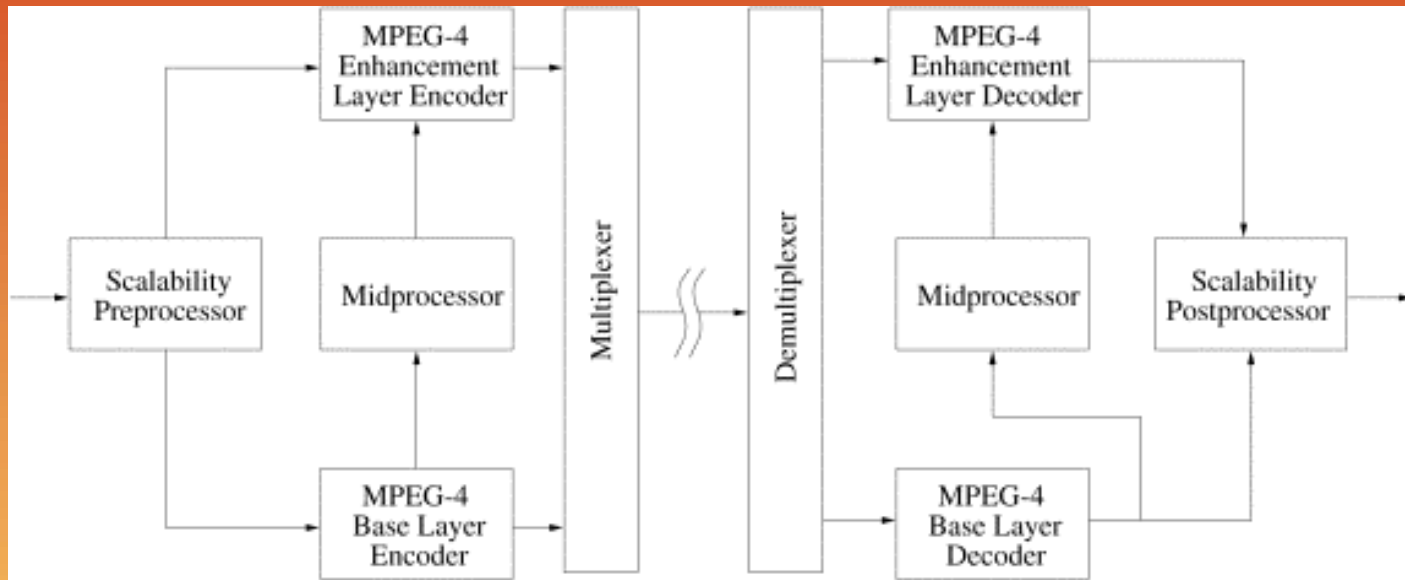 MPEG-4
Enhancement
Layer Encoder
Scalability
Preprocessor
Midprocessor
MPEG-4
Base Layer
Encoder
Multiplexer
Demultiplexer
MPEG-4
Enhancement
Layer Decoder
Midprocessor
Scalability
Postprocessor
MPEG-4
Base Layer
Decoder